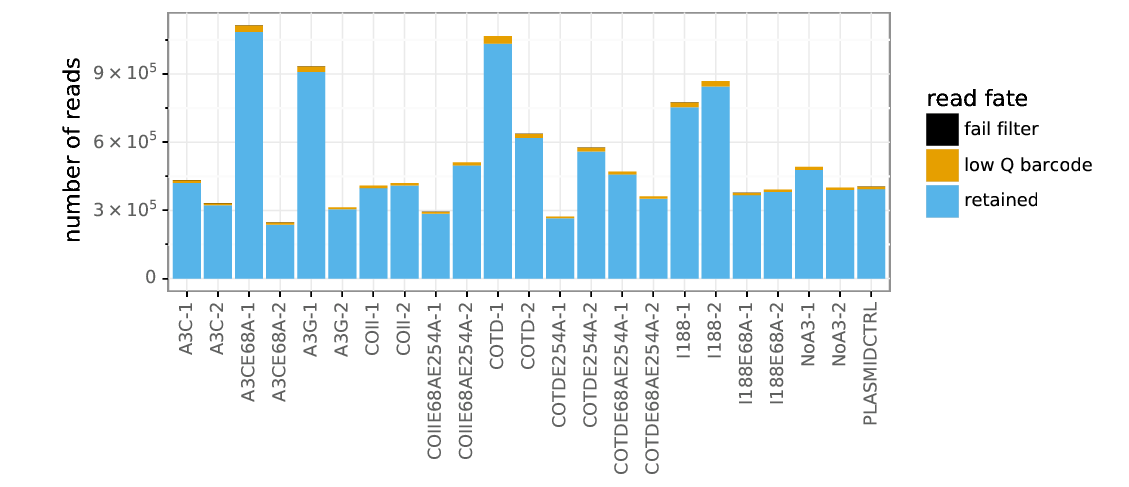 number of reads
9 × 10⁵
6 × 10⁵
3 × 10⁵
0
A3C-1
A3C-2
A3CE68A-1
A3CE68A-2
A3G-1
A3G-2
COII-1
COII-2
COIIE68AE254A-1
COIIE68AE254A-2
COTD-1
COTD-2
COTDE254A-1
COTDE254A-2
COTDE68AE254A-1
COTDE68AE254A-2
I188-1
I188-2
I188E68A-1
I188E68A-2
NoA3-1
NoA3-2
PLASMIDCTRL
read fate
fail filter
low Q barcode
retained